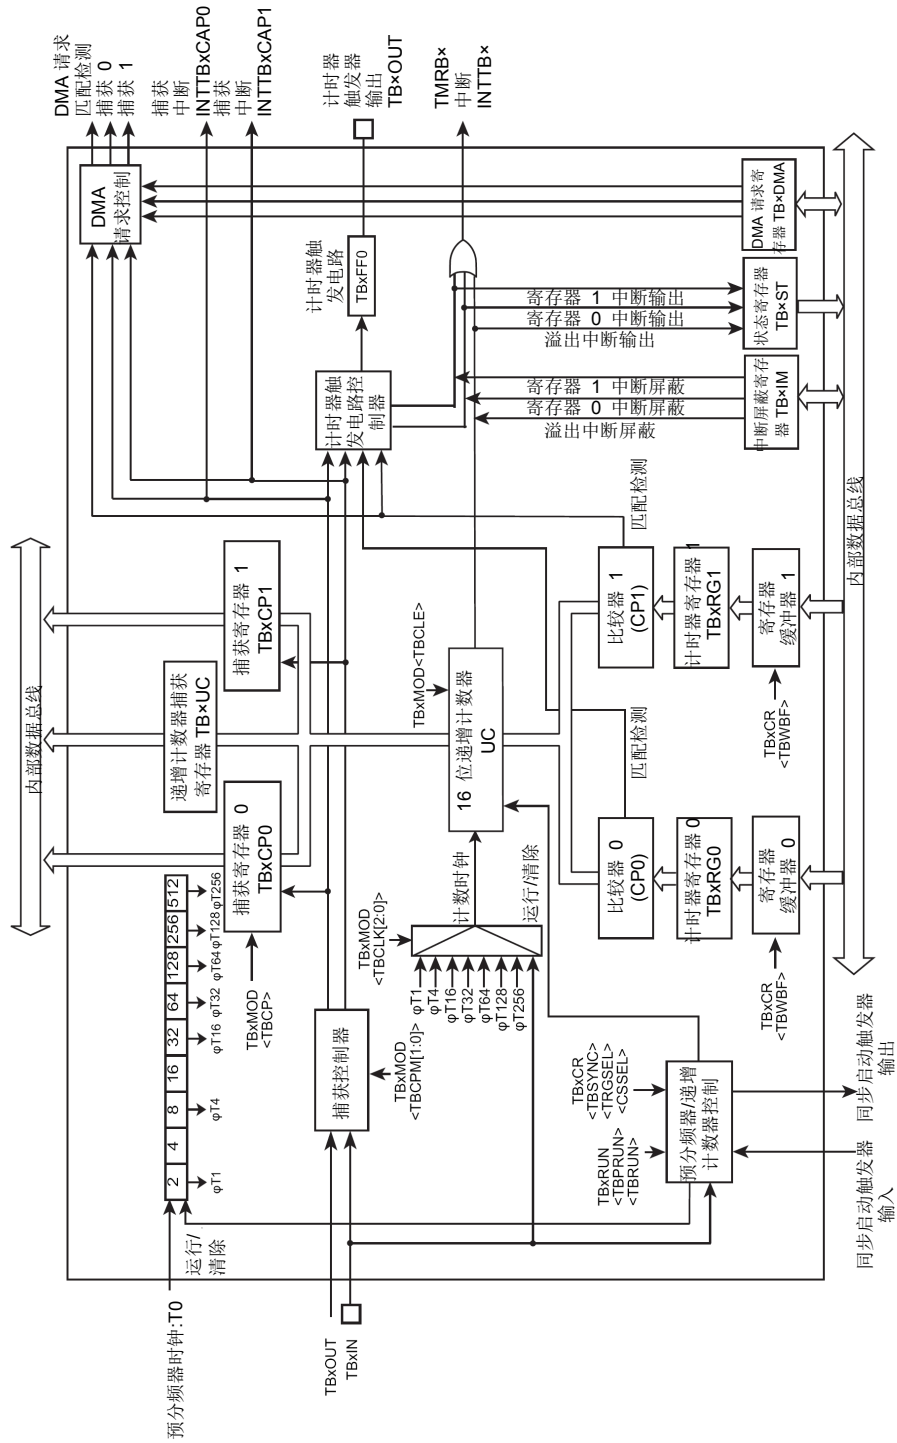 DMA 请求
匹配检测
捕获 0
捕获 1
捕获
中断
INTTBxCAP0
捕获
中断
INTTBxCAP1
计时器
触发器
输出
TB×OUT
TMRB×
中断
INTTB×
DMA
请求控制
计时器触
发电路
TBxFF0
计时器触
发电路控
制器
DMA 请求寄
存器 TB×DMA
状态寄存器
TB×ST
中断屏蔽寄存
器 TB×IM
寄存器 1 中断输出
寄存器 0 中断输出
溢出中断输出
寄存器 1 中断屏蔽
寄存器 0 中断屏蔽
溢出中断屏蔽
内部数据总线
捕获寄存器 1
TBxCP1
递增计数器捕获
寄存器 TB×UC
捕获寄存器 0
TBxCP0
TBxMOD
<TBCP>
TBxMOD<TBCLE>
16 位递增计数器
UC
计数时钟
运行/清除
匹配检测
比较器 1
(CP1)
计时器寄存器 1
TBxRG1
寄存器
缓冲器 1
TBxCR
<TBWBF>
匹配检测
比较器 0
(CP0)
计时器寄存器 0
TBxRG0
寄存器
缓冲器 0
TBxCR
<TBWBF>
内部数据总线
2
4
8
16
32
64
128
256
512
φT1
φT4
φT16
φT32
φT64
φT128
φT256
运行/
清除
预分频器时钟:T0
捕获控制器
TBxMOD
<TBCPM[1:0]>
TBxMOD
<TBCLK[2:0]>
φT1
φT4
φT16
φT32
φT64
φT128
φT256
TBxOUT
TBxIN
TBxRUN
<TBPRUN>
<TBRUN>
TBxCR
<TBSYNC>
<TRGSEL>
<CSSEL>
预分频器/递增
计数器控制
同步启动触发器
输入
同步启动触发器
输出